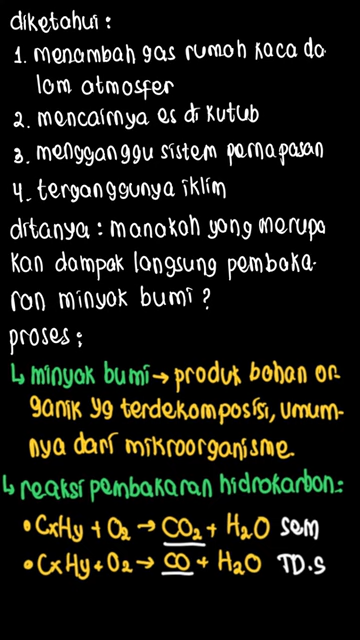 diketahui :
1. menambah gas rumah kaca da
lam atmosfer
2. mencairnya es di kutub
3. mengganggu sistem pernapasan
4. terganggunya iklim
ditanya : manakah yang merupa
kan dampak langsung pembaka-
ran minyak bumi ?
proses :
↳ minyak bumi → produk bahan or-
ganik yg terdekomposisi, umum-
nya dari mikroorganisme.
↳ reaksi pembakaran hidrokarbon :
• CxHy + O₂ → CO₂ + H₂O sem
• CxHy + O₂ → CO + H₂O TD.S